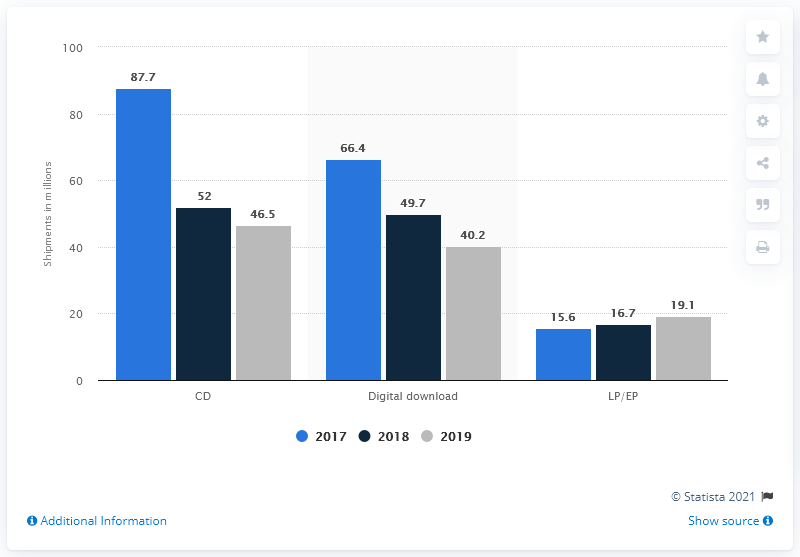 Shipments in millions
100
80
60
40
20
0
87.7
52
46.5
66.4
49.7
40.2
15.6
16.7
19.1
CD
Digital download
LP/EP
2017
2018
2019
© Statista 2021
Additional Information
Show source